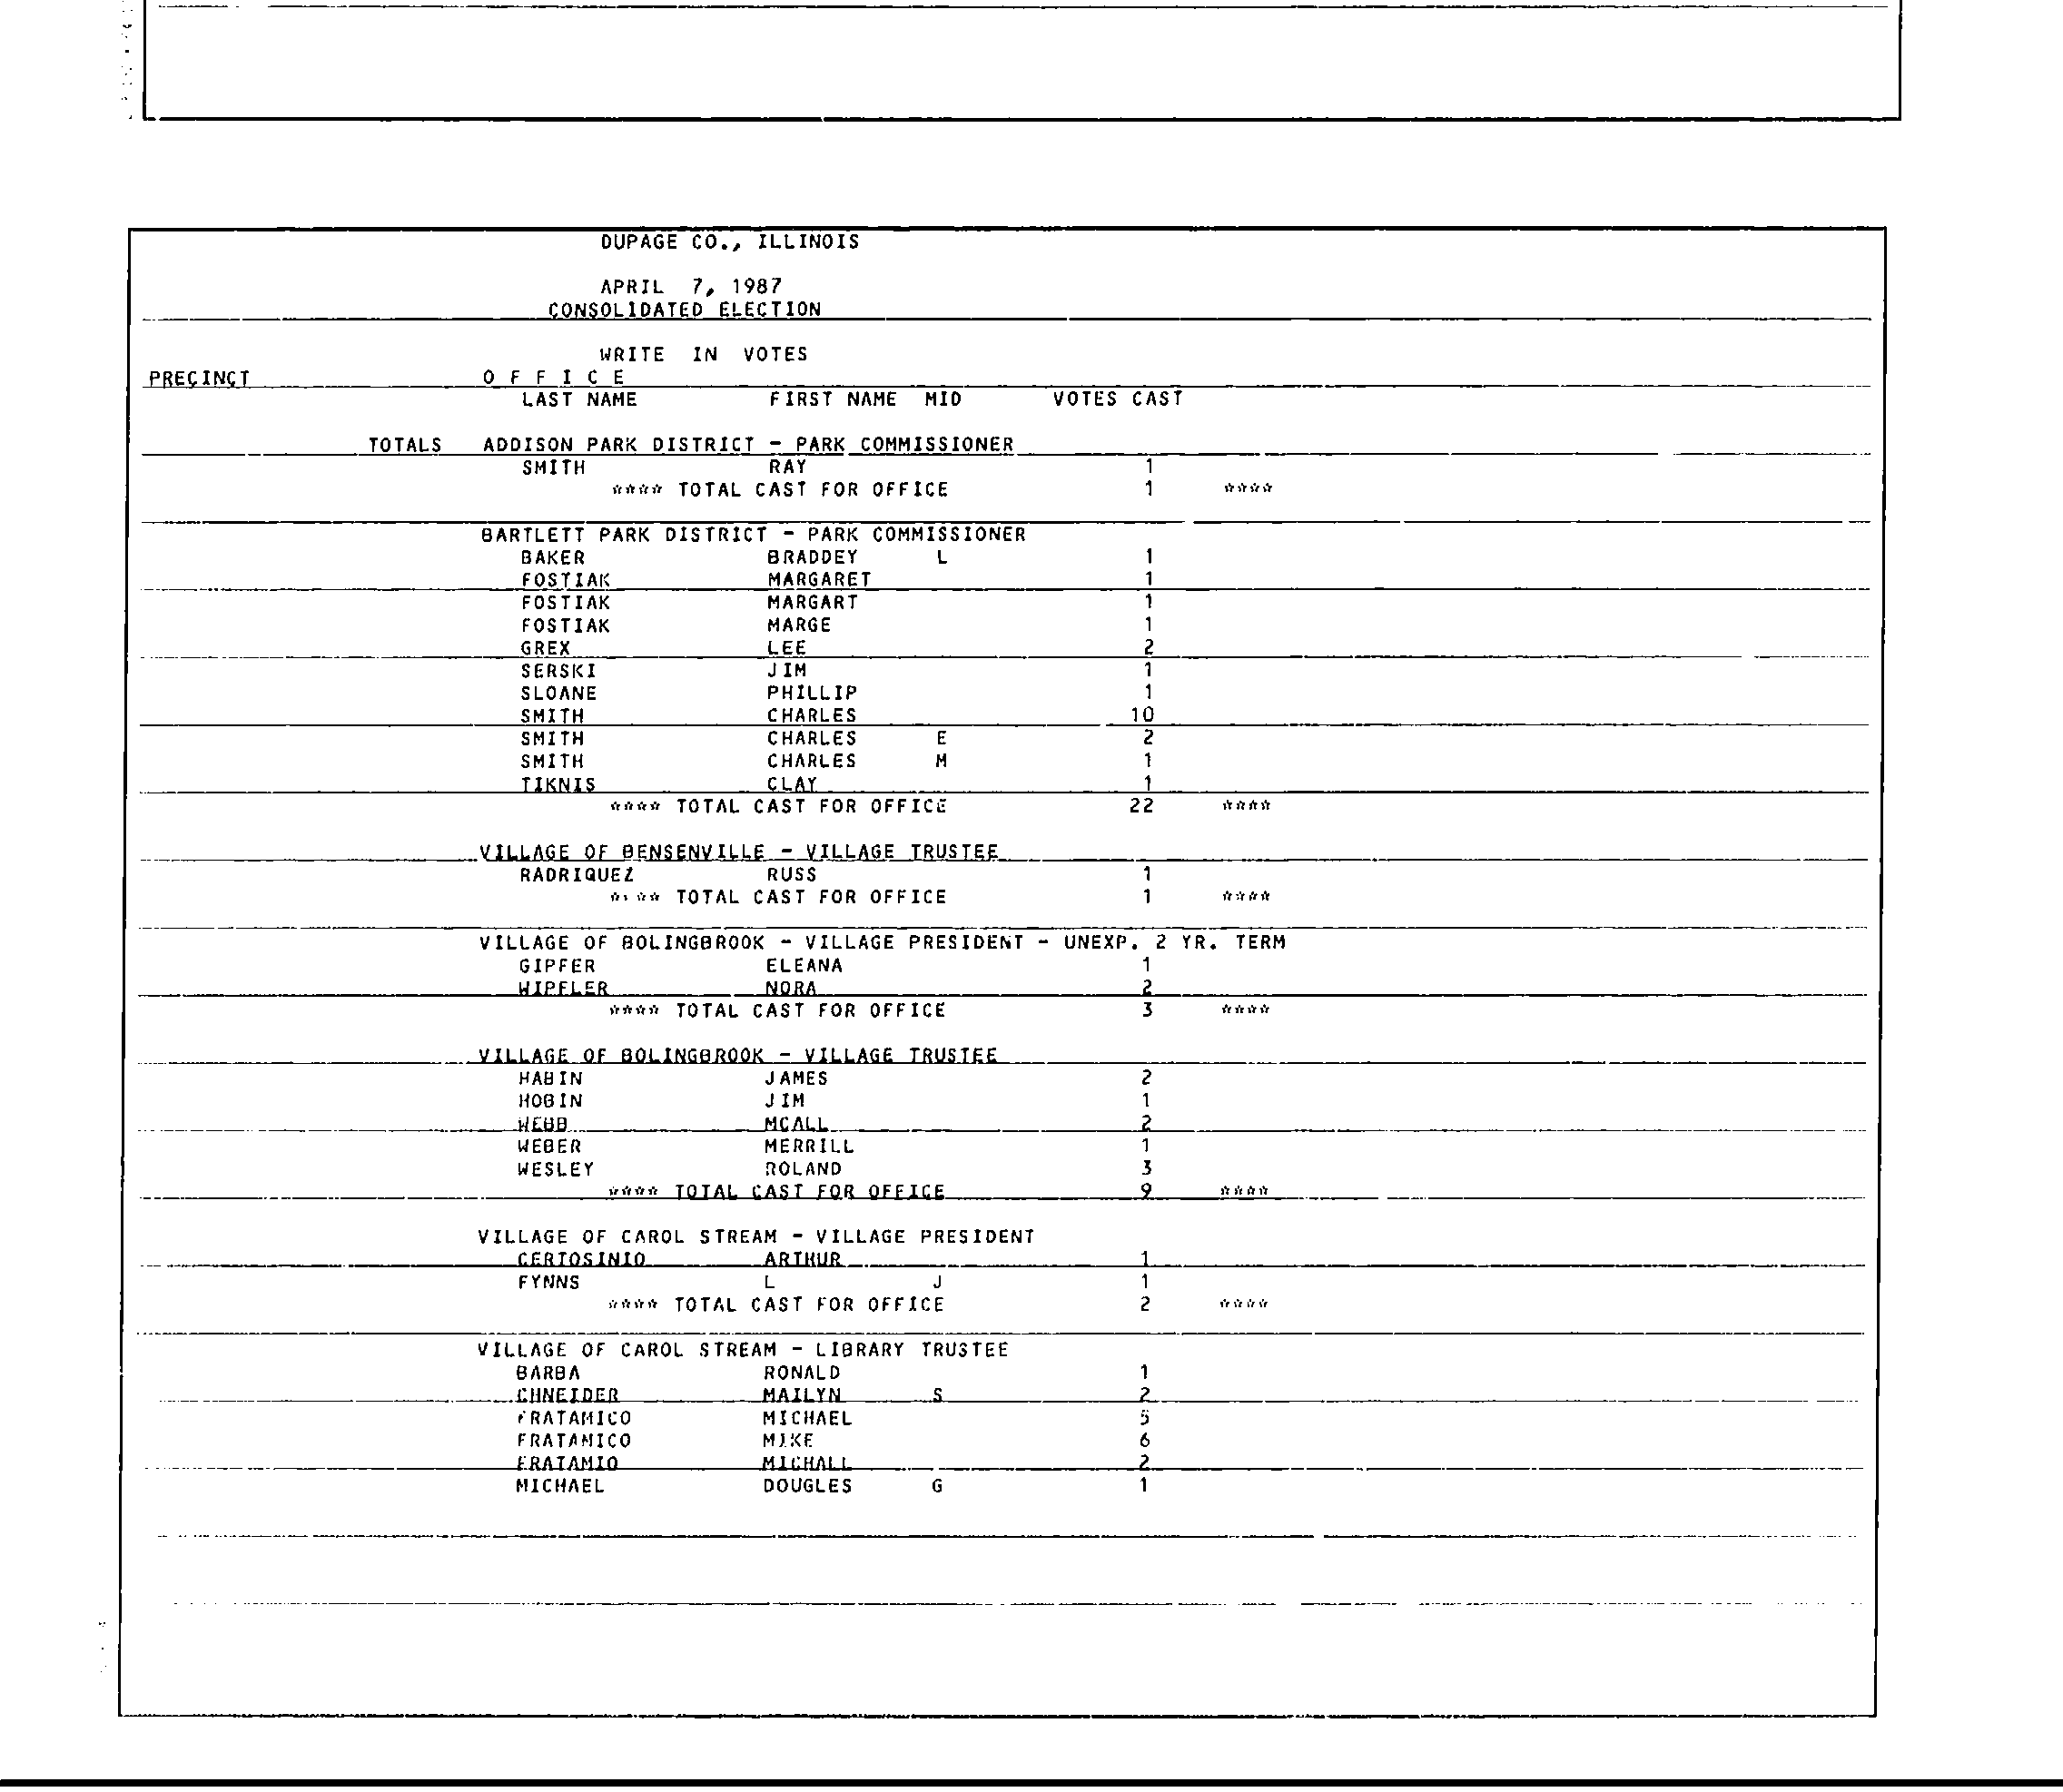 DUPAGE CO., ILLINOIS
APRIL 7, 1987
CONSOLIDATED ELECTION
WRITE IN VOTES
PRECINCT O F F I C E
LAST NAME FIRST NAME MID VOTES CAST
TOTALS ADDISON PARK DISTRICT - PARK COMMISSIONER
SMITH RAY 1
**** TOTAL CAST FOR OFFICE 1 ****
BARTLETT PARK DISTRICT - PARK COMMISSIONER
BAKER BRADDEY L 1
FOSTIAK MARGARET 1
FOSTIAK MARGART 1
FOSTIAK MARGE 1
GREX LEE 2
SERSKI JIM 1
SLOANE PHILLIP 1
SMITH CHARLES 10
SMITH CHARLES E 2
SMITH CHARLES M 1
TIKNIS CLAY 1
**** TOTAL CAST FOR OFFICE 22 ****
VILLAGE OF BENSENVILLE - VILLAGE TRUSTEE
RADRIQUEZ RUSS 1
**** TOTAL CAST FOR OFFICE 1 ****
VILLAGE OF BOLINGBROOK - VILLAGE PRESIDENT - UNEXP. 2 YR. TERM
GIPFER ELEANA 1
WIPFLER NORA 2
**** TOTAL CAST FOR OFFICE 3 ****
VILLAGE OF BOLINGBROOK - VILLAGE TRUSTEE
HABIN JAMES 2
HOBIN JIM 1
WEBB MCALL 2
WEBER MERRILL 1
WESLEY ROLAND 3
**** TOTAL CAST FOR OFFICE 9 ****
VILLAGE OF CAROL STREAM - VILLAGE PRESIDENT
CERTOSINIO ARTHUR 1
FYNNS L J 1
**** TOTAL CAST FOR OFFICE 2 ****
VILLAGE OF CAROL STREAM - LIBRARY TRUSTEE
BARBA RONALD 1
CHNEIDER MAILYN S 2
FRATAMICO MICHAEL 5
FRATAMICO MIKE 6
FRATAMIO MICHALL 2
MICHAEL DOUGLES G 1